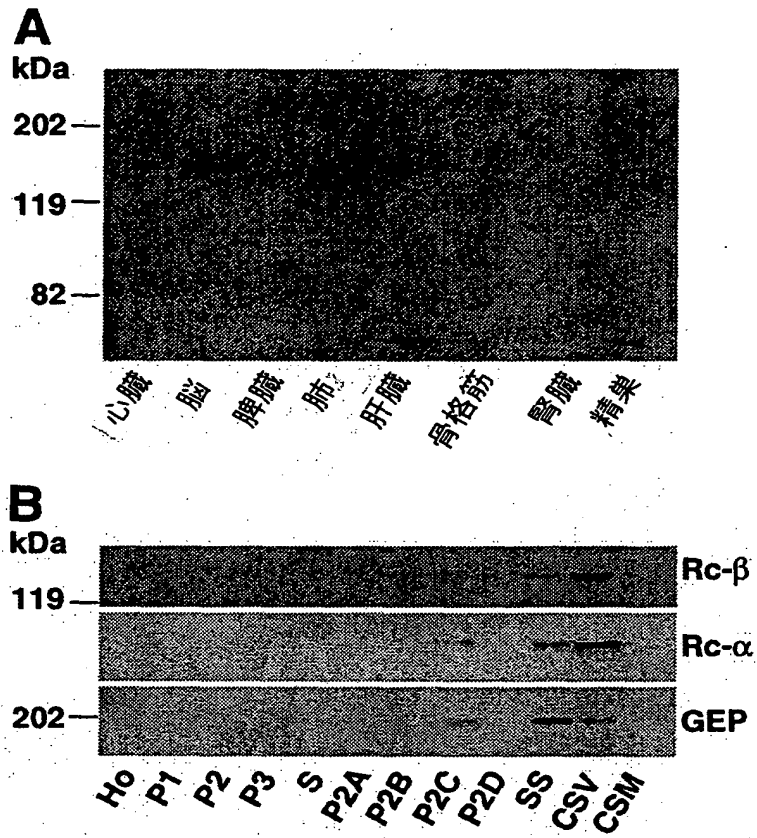 A
kDa
202
119
82
心臓
脳
脾臓
肺
肝臓
骨格筋
腎臓
精巣
B
kDa
Rc-β
119
Rc-α
202
GEP
Ho
P1
P2
P3
S
P2A
P2B
P2C
P2D
SS
CSV
CSM